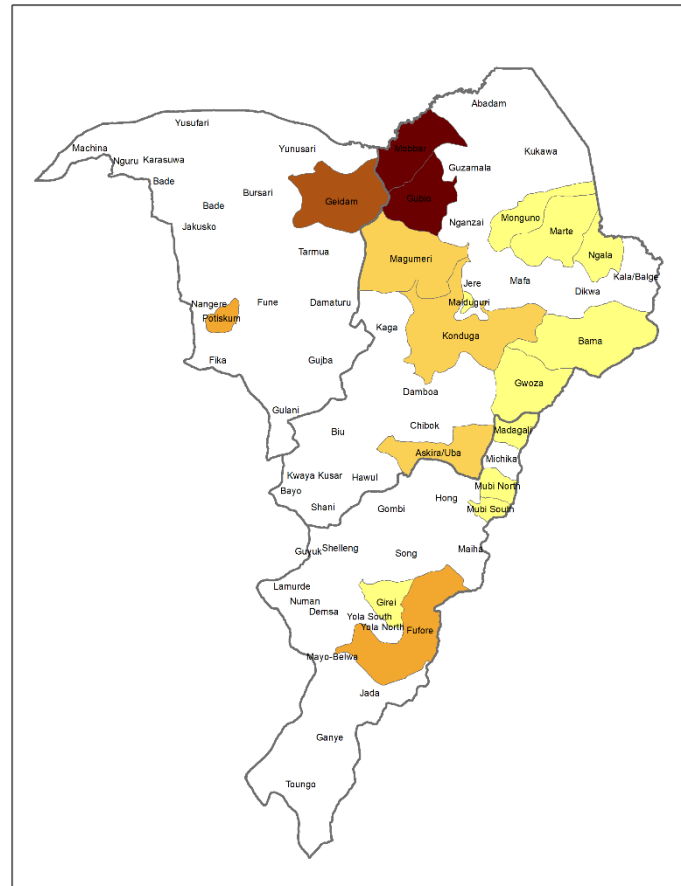 Abadam
Yusufari
Machina
Yunusari
Mobbar
Kukawa
Nguru
Karasuwa
Guzamala
Bade
Bursari
Geidam
Gubio
Bade
Monguno
Nganzai
Jakusko
Marte
Tarmua
Ngala
Magumeri
Jere
Mafa
Kala/Balge
Dikwa
Nangere
Fune
Damaturu
Maiduguri
Potiskum
Kaga
Konduga
Bama
Fika
Gujba
Gwoza
Damboa
Gulani
Chibok
Biu
Madagali
Askira/Uba
Michika
Kwaya Kusar
Hawul
Mubi North
Bayo
Hong
Shani
Gombi
Mubi South
Guyuk
Shelleng
Song
Maiha
Lamurde
Numan
Girei
Demsa
Yola South
Yola North
Fufore
Mayo-Belwa
Jada
Ganye
Toungo